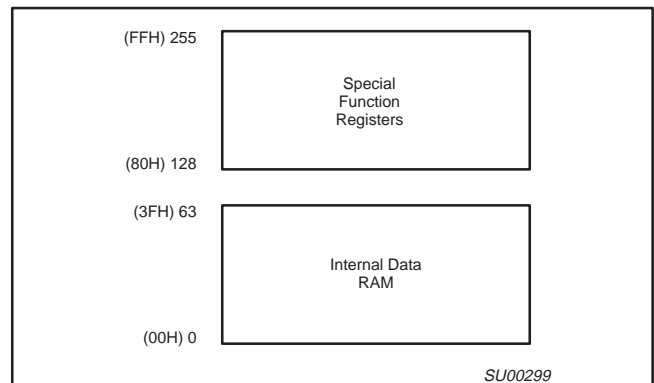 (FFH) 255
Special
Function
Registers
(80H) 128
(3FH) 63
Internal Data
RAM
(00H) 0
SU00299